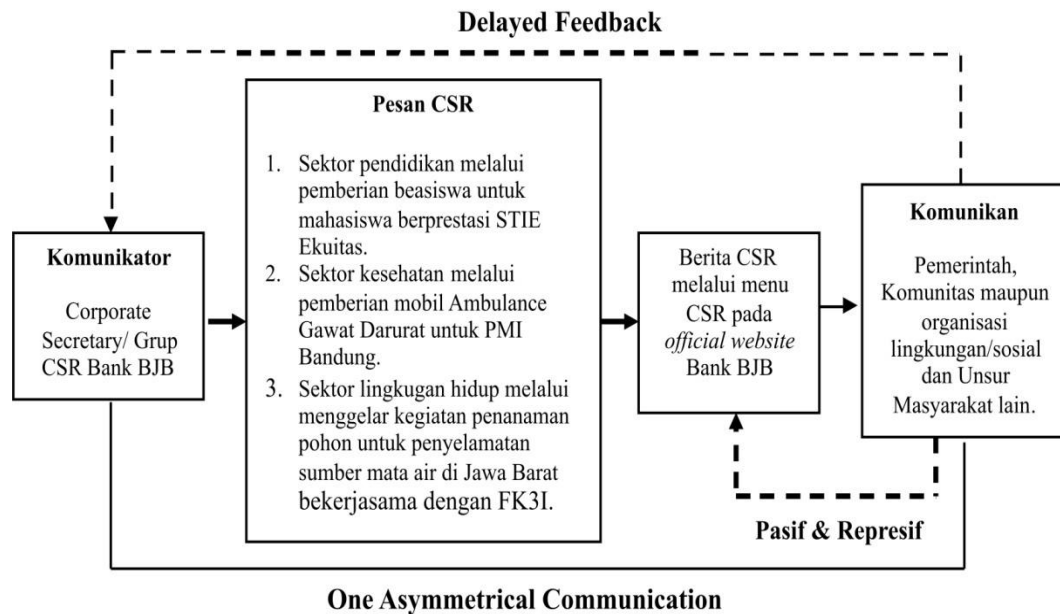 Delayed Feedback
Pesan CSR
1. Sektor pendidikan melalui
pemberian beasiswa untuk
mahasiswa berprestasi STIE
Ekuitas.
2. Sektor kesehatan melalui
pemberian mobil Ambulance
Gawat Darurat untuk PMI
Bandung.
3. Sektor lingkugan hidup melalui
menggelar kegiatan penanaman
pohon untuk penyelamatan
sumber mata air di Jawa Barat
bekerjasama dengan FK3I.
Komunikator
Corporate
Secretary/ Grup
CSR Bank BJB
Berita CSR
melalui menu
CSR pada
official website
Bank BJB
Komunikan
Pemerintah,
Komunitas maupun
organisasi
lingkungan/sosial
dan Unsur
Masyarakat lain.
Pasif & Represif
One Asymmetrical Communication